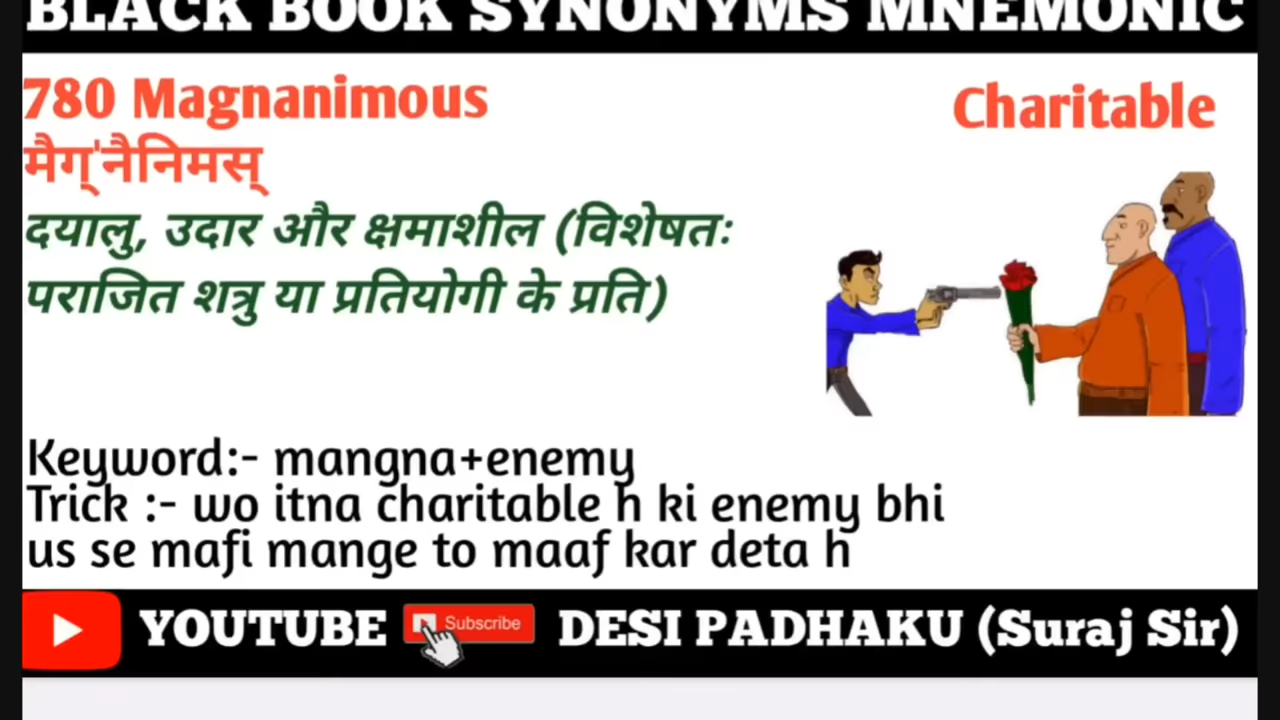 BLACK BOOK SYNONYMS MNEMONIC
780 Magnanimous
Charitable
मैग्'नैनिमस्
दयालु, उदार और क्षमाशील (विशेषतः
पराजित शत्रु या प्रतियोगी के प्रति)
Keyword:- mangna+enemy
Trick :- wo itna charitable h ki enemy bhi
us se mafi mange to maaf kar deta h
YOUTUBE Subscribe DESI PADHAKU (Suraj Sir)